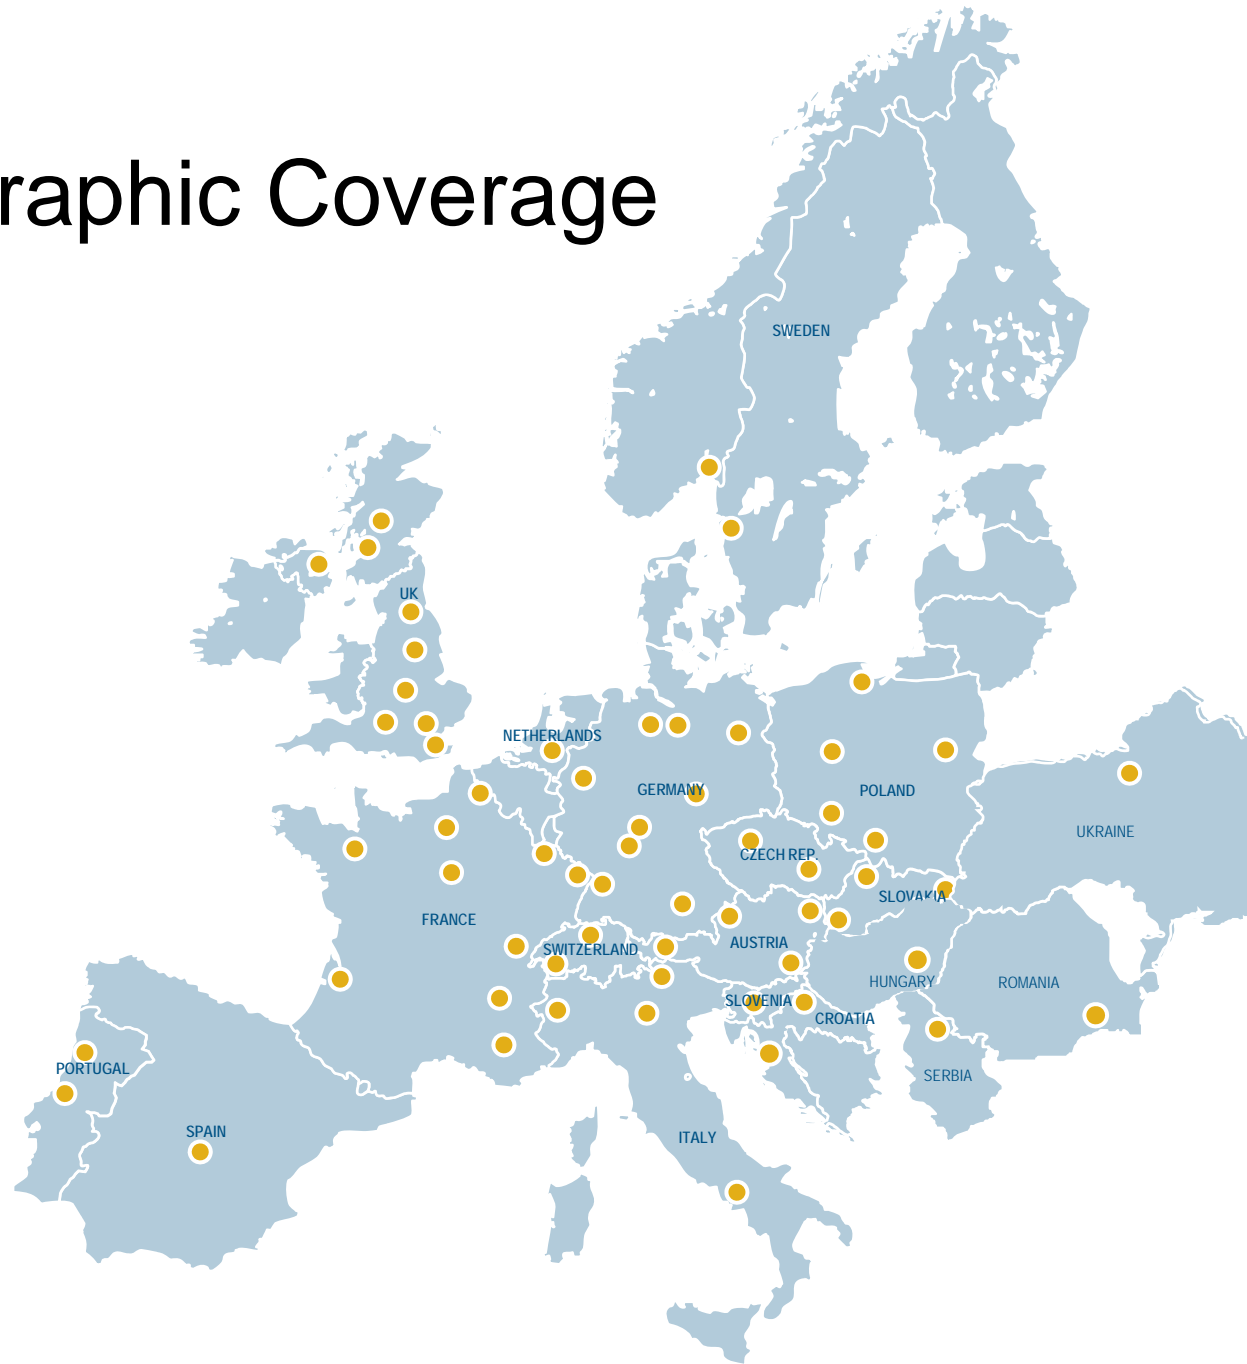 raphic Coverage
SWEDEN
UK
NETHERLANDS
GERMANY
POLAND
UKRAINE
CZECH REP.
SLOVAKIA
FRANCE
SWITZERLAND
AUSTRIA
HUNGARY
ROMANIA
SLOVENIA
CROATIA
PORTUGAL
SERBIA
SPAIN
ITALY